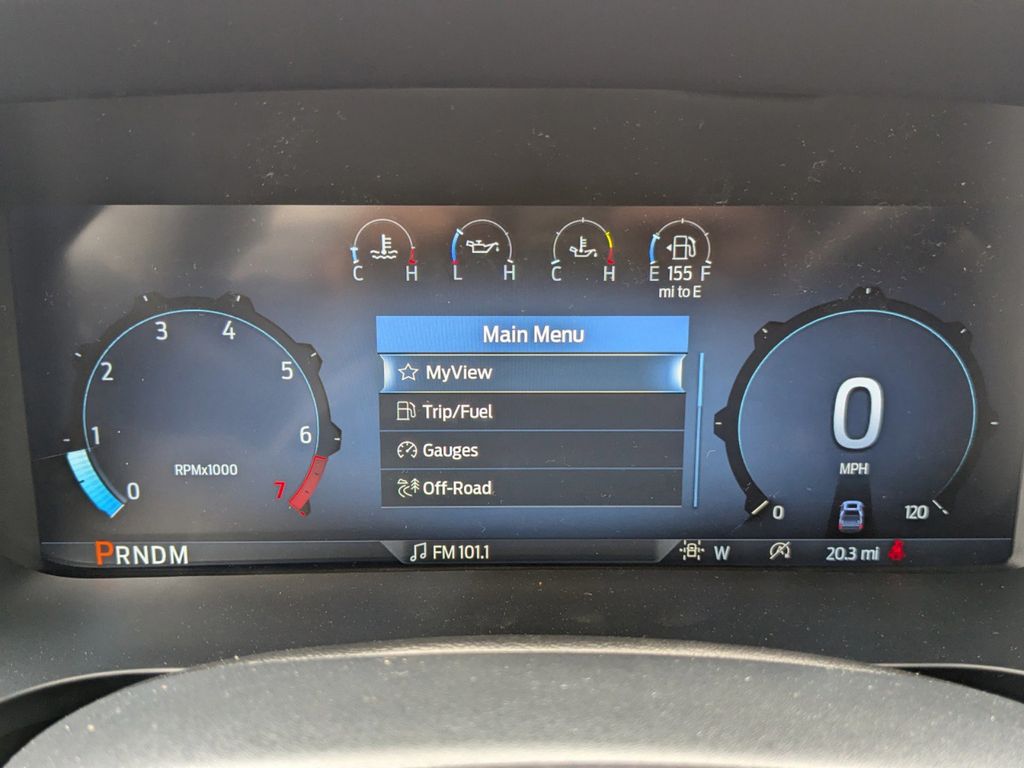 C H L H C H E 155 F
mi to E
Main Menu
MyView
Trip/Fuel
Gauges
Off-Road
0 1 2 3 4 5 6 7
RPMx1000
0
MPH
0 120
PRNDM
FM 101.1
W
20.3 mi